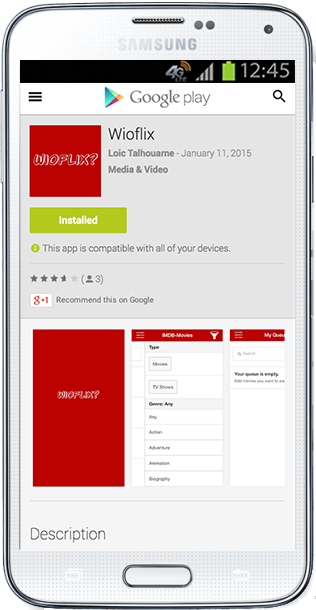 SAMSUNG
4G LTE 12:45
Google play
WIOFLIX?
Wioflix
Loic Talhouarne - January 11, 2015
Media & Video
Installed
This app is compatible with all of your devices.
( 3)
g+1 Recommend this on Google
WIOFLIX?
IMDB-Movies
Type
Movies
TV Shows
Genre: Any
Any
Action
Adventure
Animation
Biography
My Queu
Search
Your queue is empty.
Add movies you want to wa
Description